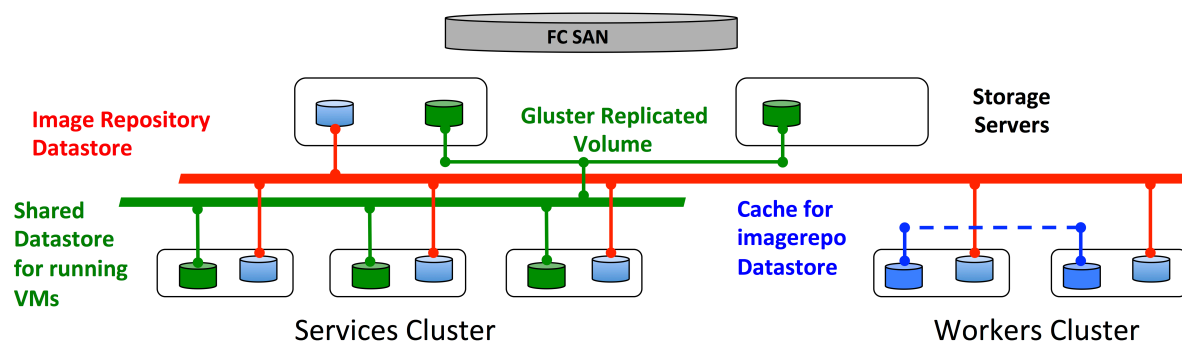 FC SAN
Image Repository
Datastore
Gluster Replicated
Volume
Storage
Servers
Shared
Datastore
for running
VMs
Cache for
imagerepo
Datastore
Services Cluster
Workers Cluster